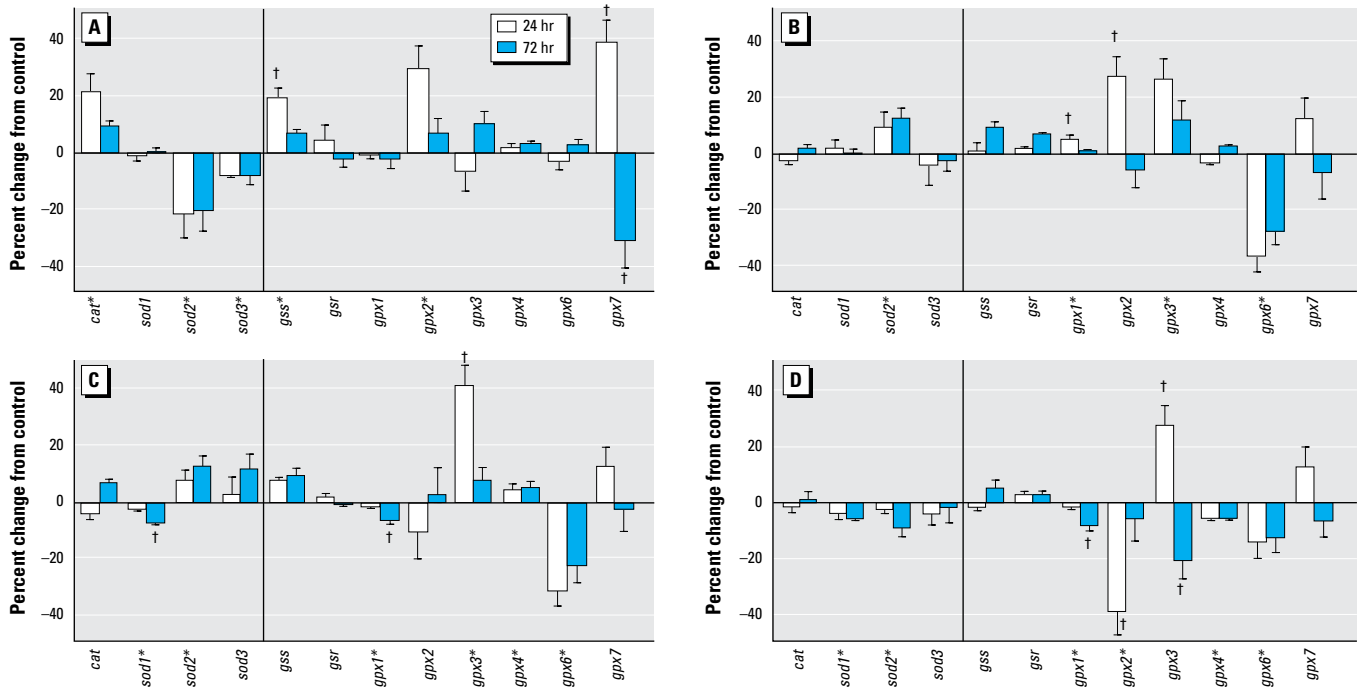 A
24 hr
72 hr
Percent change from control
40
20
0
–20
–40
†
†
†
cat*
sod1
sod2*
sod3*
gss*
gsr
gpx1
gpx2*
gpx3
gpx4
gpx6
gpx7
B
Percent change from control
40
20
0
–20
–40
†
†
cat
sod1
sod2*
sod3
gss
gsr
gpx1*
gpx2
gpx3*
gpx4
gpx6*
gpx7
C
Percent change from control
40
20
0
–20
–40
†
†
†
cat
sod1*
sod2*
sod3
gss
gsr
gpx1*
gpx2
gpx3*
gpx4*
gpx6*
gpx7
D
Percent change from control
40
20
0
–20
–40
†
†
†
†
cat
sod1*
sod2*
sod3
gss
gsr
gpx1*
gpx2*
gpx3
gpx4*
gpx6*
gpx7